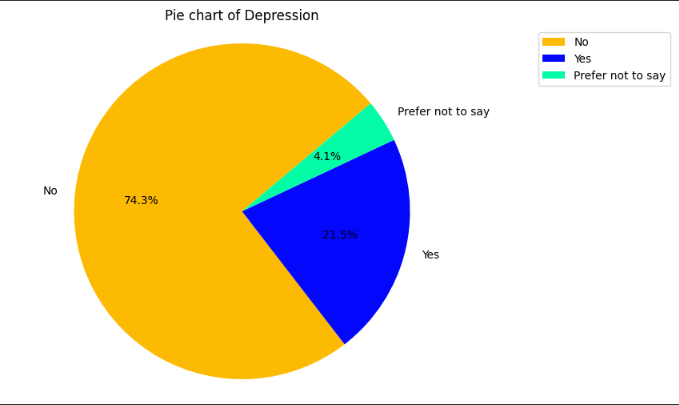 Pie chart of Depression
No
Yes
Prefer not to say
Prefer not to say
4.1%
No
74.3%
21.5%
Yes